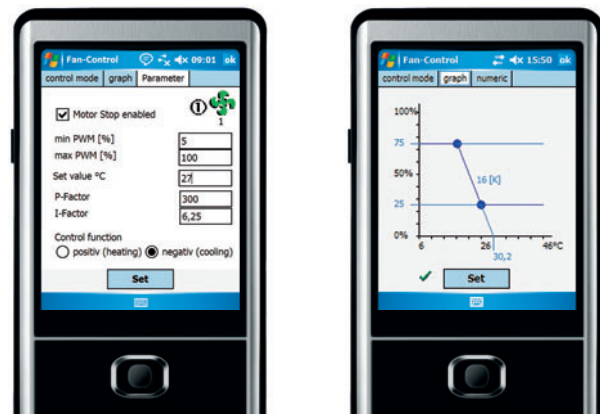 Fan-Control 09:01 ok
control mode graph Parameter
Motor Stop enabled
1
1
min PWM [%] 5
max PWM [%] 100
Set value °C 27
P-Factor 300
I-Factor 6,25
Control function
positiv (heating) negativ (cooling)
Set
Fan-Control 15:50 ok
control mode graph numeric
100%
75
16 [K]
50%
25
0%
6 26 46°C
30,2
Set